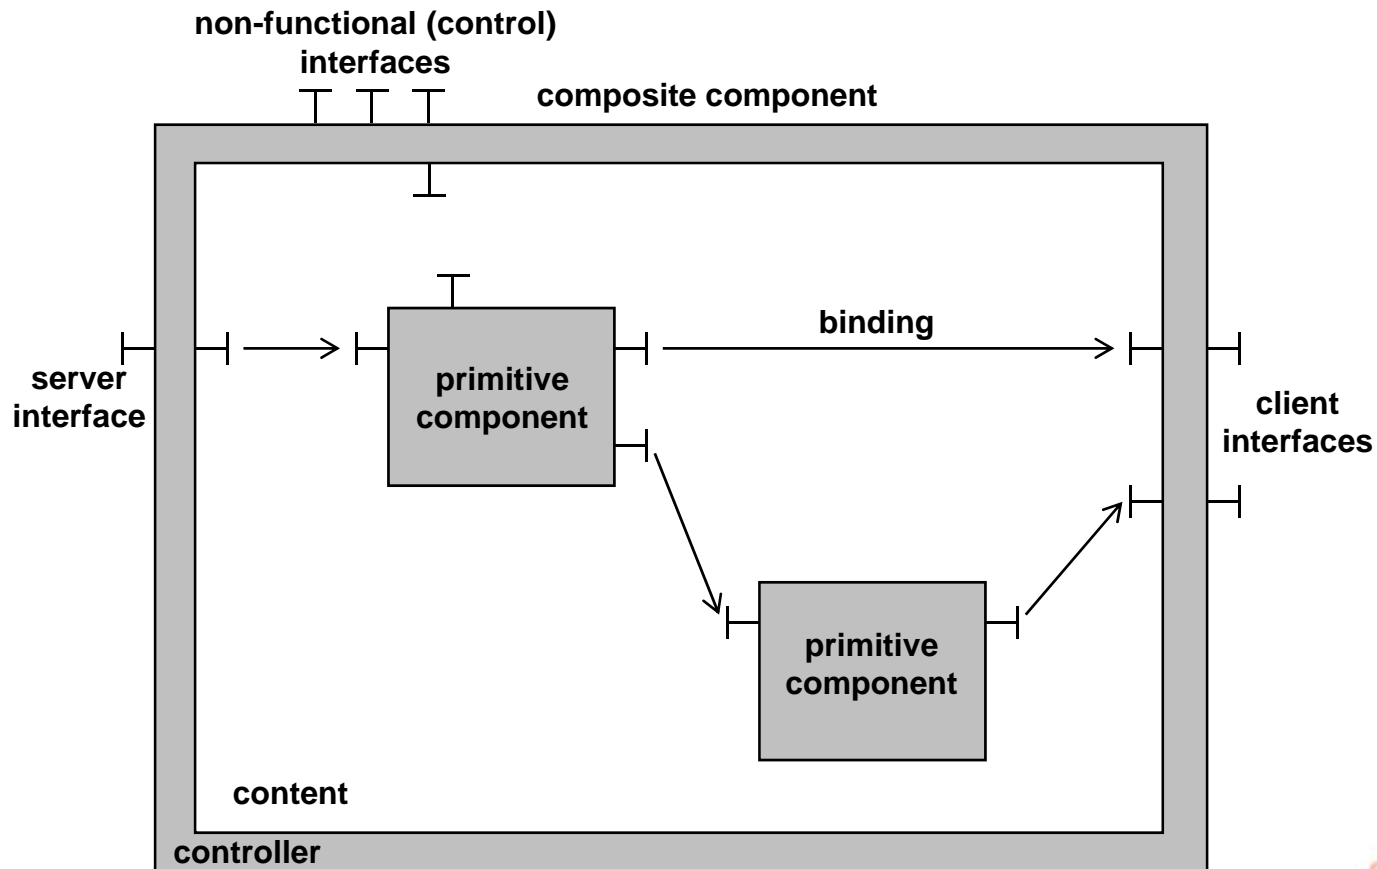 non-functional (control)
interfaces
composite component
binding
server
interface
primitive
component
client
interfaces
primitive
component
content
controller